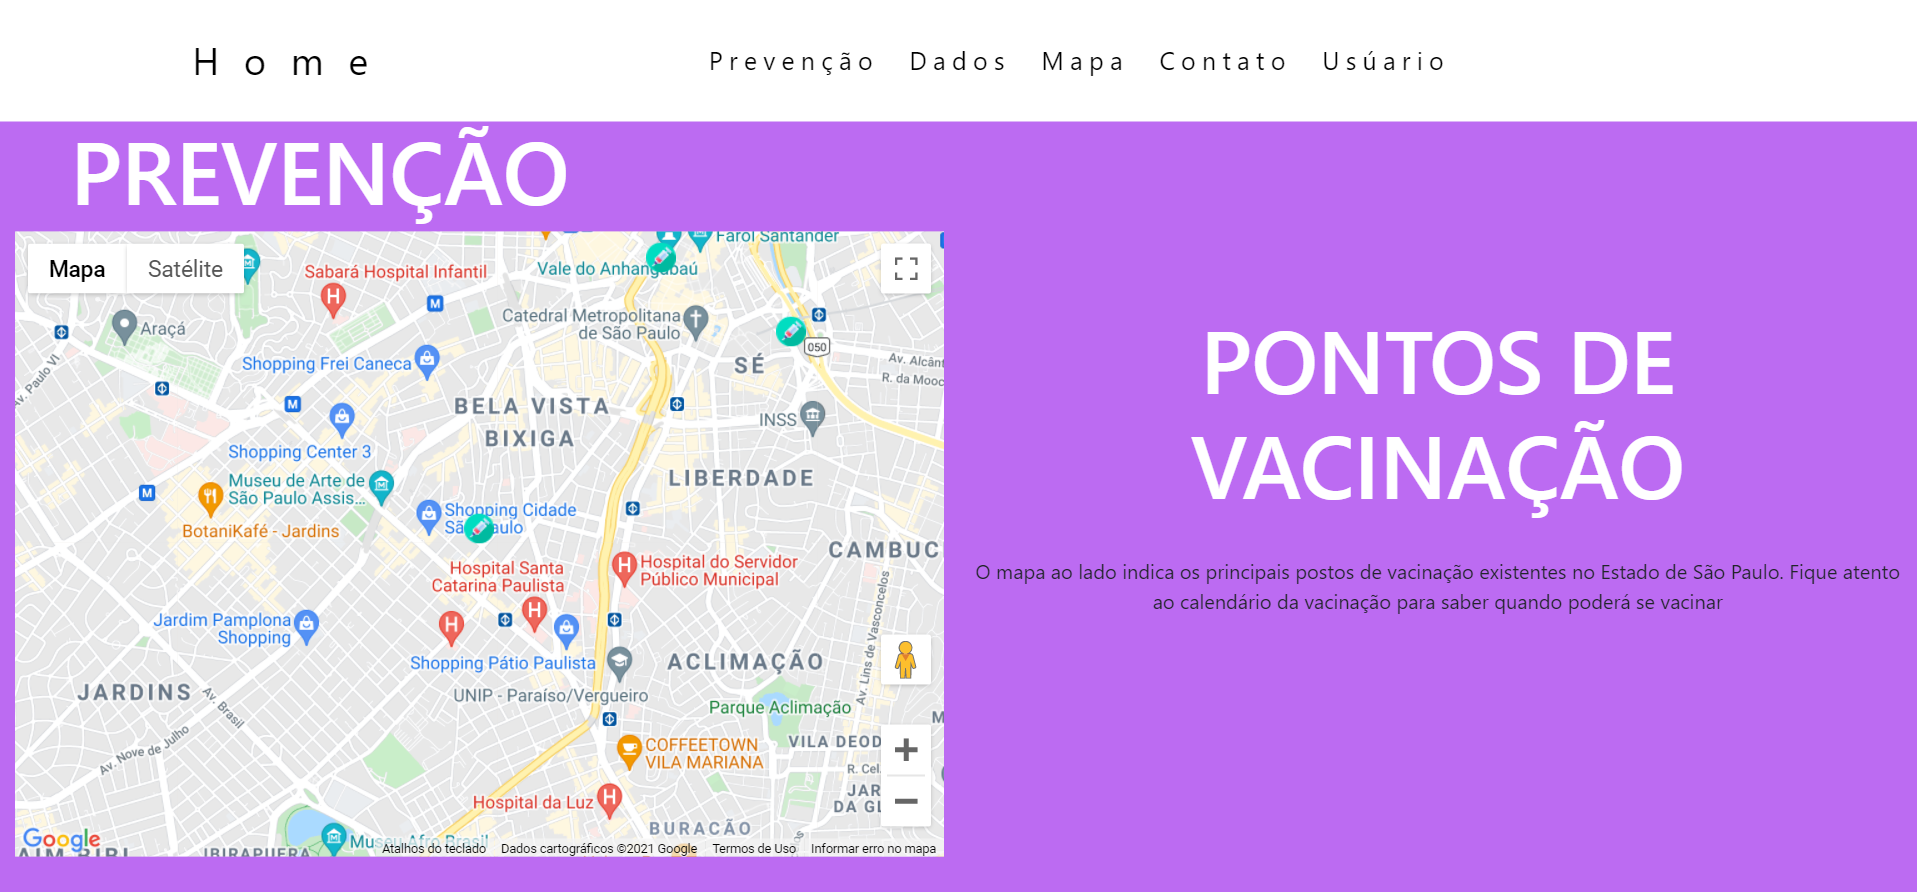 Home
Prevenção Dados Mapa Contato Usúario
PREVENÇÃO
Mapa Satélite
Farol Santander
Vale do Anhangabaú
Sabará Hospital Infantil
Catedral Metropolitana
de São Paulo
Araçá
050
Av. Paulo VI
Shopping Frei Caneca
SÉ
R. da Mooc
BELA VISTA
BIXIGA
INSS
Shopping Center 3
LIBERDADE
Museu de Arte de
São Paulo Assis...
BotaniKafé - Jardins
Shopping Cidade
CAMBUC
Hospital Santa
Catarina Paulista
Hospital do Servidor
Público Municipal
Av. Lins de Vasconcelos
Jardim Pamplona
Shopping
Shopping Pátio Paulista
ACLIMAÇÃO
UNIP - Paraíso/Vergueiro
JARDINS
Av. Brasil
Parque Aclimação
Av. Nove de Julho
COFFEETOWN
VILA MARIANA
VILA DEOD
R. Cel.
JAR
DA GL
Hospital da Luz
BURACÃO
Museu Afro Brasil
IBIRAPUERA
Google
Atalhos do teclado Dados cartográficos ©2021 Google Termos de Uso Informar erro no mapa
PONTOS DE
VACINAÇÃO
O mapa ao lado indica os principais postos de vacinação existentes no Estado de São Paulo. Fique atento
ao calendário da vacinação para saber quando poderá se vacinar